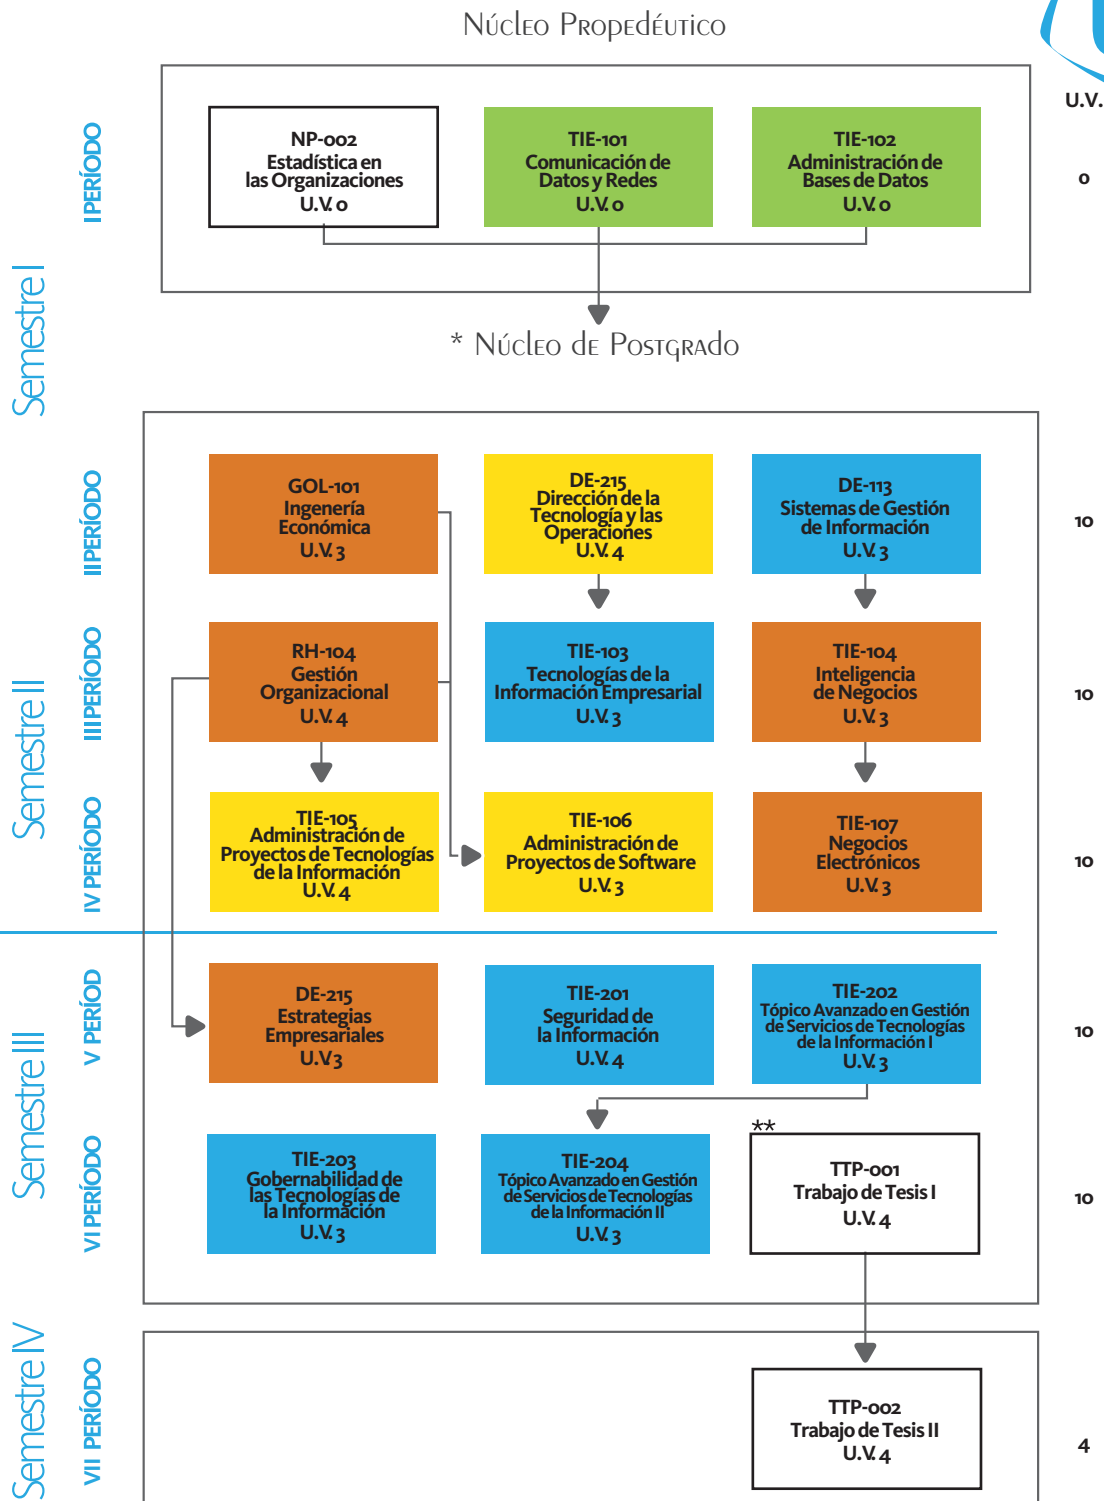 Núcleo Propedéutico
U.V.
Semestre I
I PERÍODO
NP-002
Estadística en
las Organizaciones
U.V. 0
TIE-101
Comunicación de
Datos y Redes
U.V. 0
TIE-102
Administración de
Bases de Datos
U.V. 0
0
* Núcleo de Postgrado
II PERÍODO
GOL-101
Ingenería
Económica
U.V. 3
DE-215
Dirección de la
Tecnología y las
Operaciones
U.V. 4
DE-113
Sistemas de Gestión
de Información
U.V. 3
10
Semestre II
III PERÍODO
RH-104
Gestión
Organizacional
U.V. 4
TIE-103
Tecnologías de la
Información Empresarial
U.V. 3
TIE-104
Inteligencia
de Negocios
U.V. 3
10
IV PERÍODO
TIE-105
Administración de
Proyectos de Tecnologías
de la Información
U.V. 4
TIE-106
Administración de
Proyectos de Software
U.V. 3
TIE-107
Negocios
Electrónicos
U.V. 3
10
Semestre III
V PERÍOD
DE-215
Estrategias
Empresariales
U.V 3
TIE-201
Seguridad de
la Información
U.V. 4
TIE-202
Tópico Avanzado en Gestión
de Servicios de Tecnologías
de la Información I
U.V. 3
10
VI PERÍODO
TIE-203
Gobernabilidad de
las Tecnologías de
la Información
U.V. 3
TIE-204
Tópico Avanzado en Gestión
de Servicios de Tecnologías
de la Información II
U.V. 3
**
TTP-001
Trabajo de Tesis I
U.V. 4
10
Semestre IV
VII PERÍODO
TTP-002
Trabajo de Tesis II
U.V. 4
4